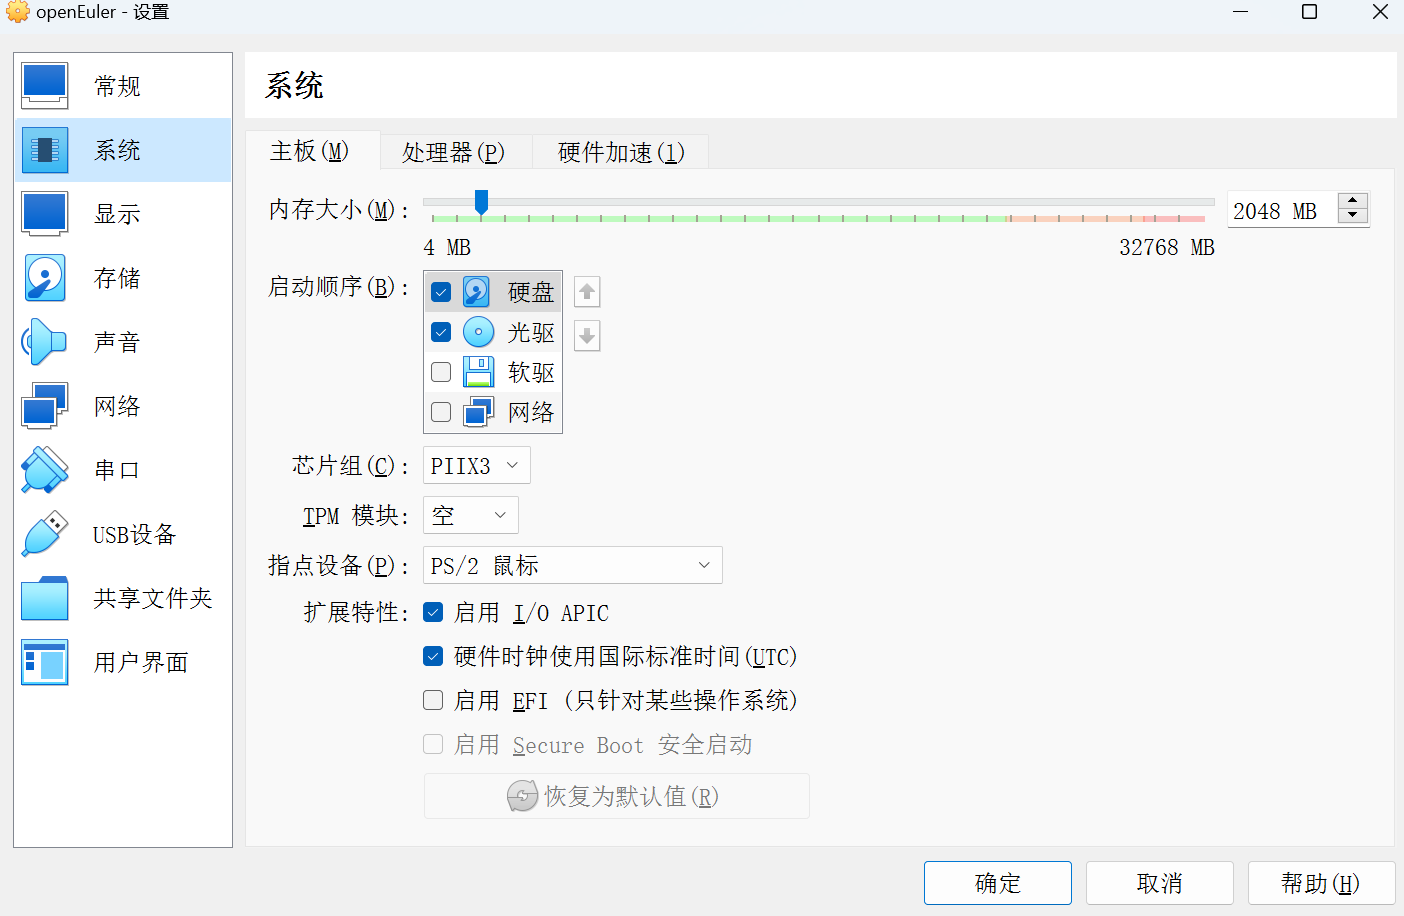 openEuler - 设置
常规
系统
显示
存储
声音
网络
串口
USB设备
共享文件夹
用户界面
系统
主板(M) 处理器(P) 硬件加速(l)
内存大小(M): 2048 MB
4 MB 32768 MB
启动顺序(B): 硬盘
光驱
软驱
网络
芯片组(C): PIIX3
TPM 模块: 空
指点设备(P): PS/2 鼠标
扩展特性: 启用 I/O APIC
硬件时钟使用国际标准时间(UTC)
启用 EFI (只针对某些操作系统)
启用 Secure Boot 安全启动
恢复为默认值(R)
确定 取消 帮助(H)